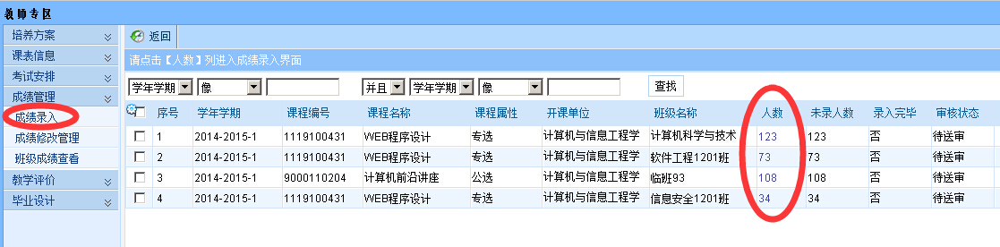 教师专区
培养方案
课表信息
考试安排
成绩管理
成绩录入
成绩修改管理
班级成绩查看
教学评价
毕业设计
返回
请点击【人数】列进入成绩录入界面
学年学期 像 并且 学年学期 像 查找
序号 学年学期 课程编号 课程名称 课程属性 开课单位 班级名称 人数 未录人数 录入完毕 审核状态
1 2014-2015-1 1119100431 WEB程序设计 专选 计算机与信息工程学 计算机科学与技术 123 123 否 待送审
2 2014-2015-1 1119100431 WEB程序设计 专选 计算机与信息工程学 软件工程1201班 73 73 否 待送审
3 2014-2015-1 9000110204 计算机前沿讲座 公选 计算机与信息工程学 临班93 108 108 否 待送审
4 2014-2015-1 1119100431 WEB程序设计 专选 计算机与信息工程学 信息安全1201班 34 34 否 待送审